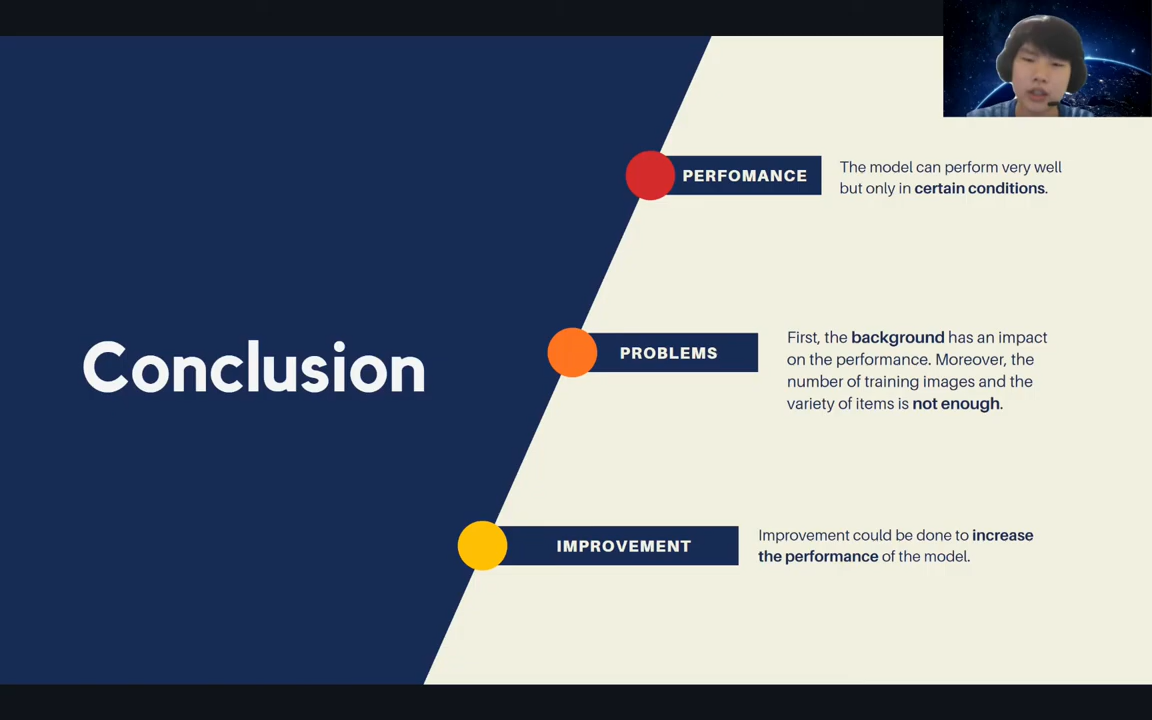 Conclusion
PERFOMANCE
The model can perform very well
but only in certain conditions.
PROBLEMS
First, the background has an impact
on the performance. Moreover, the
number of training images and the
variety of items is not enough.
IMPROVEMENT
Improvement could be done to increase
the performance of the model.